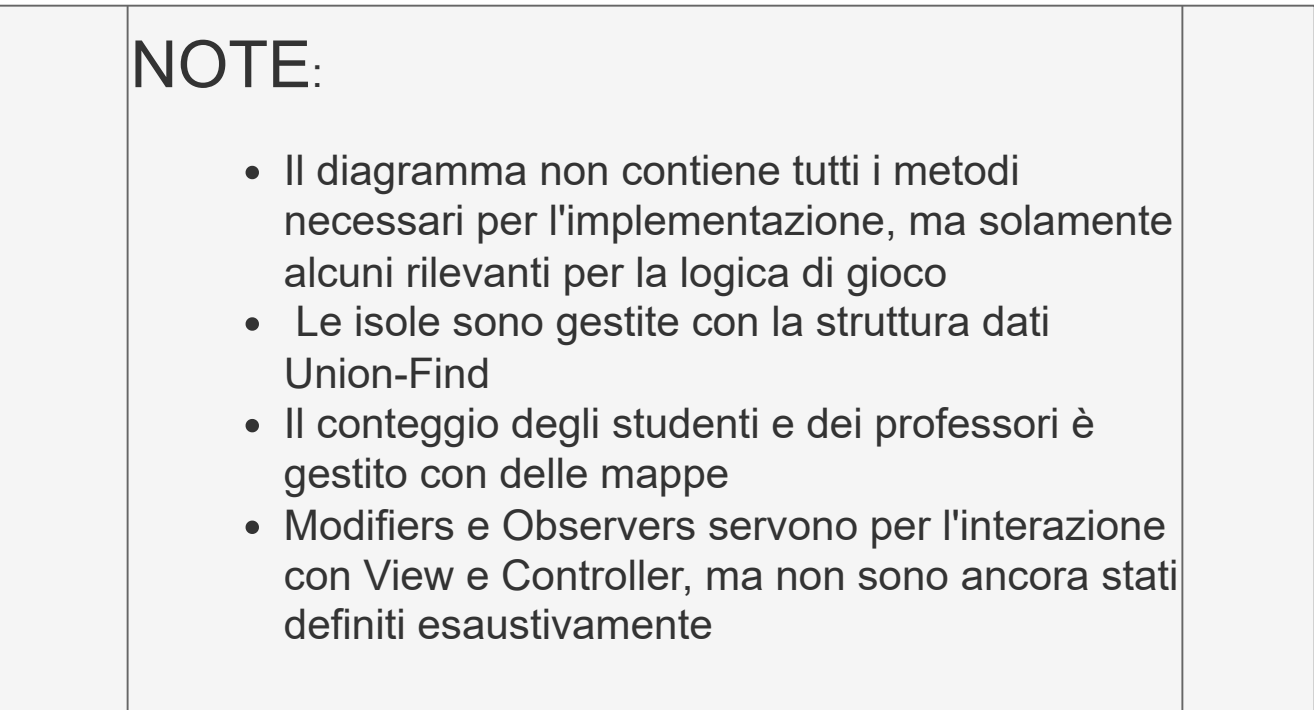 NOTE:
Il diagramma non contiene tutti i metodi
necessari per l'implementazione, ma solamente
alcuni rilevanti per la logica di gioco
Le isole sono gestite con la struttura dati
Union-Find
Il conteggio degli studenti e dei professori è
gestito con delle mappe
Modifiers e Observers servono per l'interazione
con View e Controller, ma non sono ancora stati
definiti esaustivamente